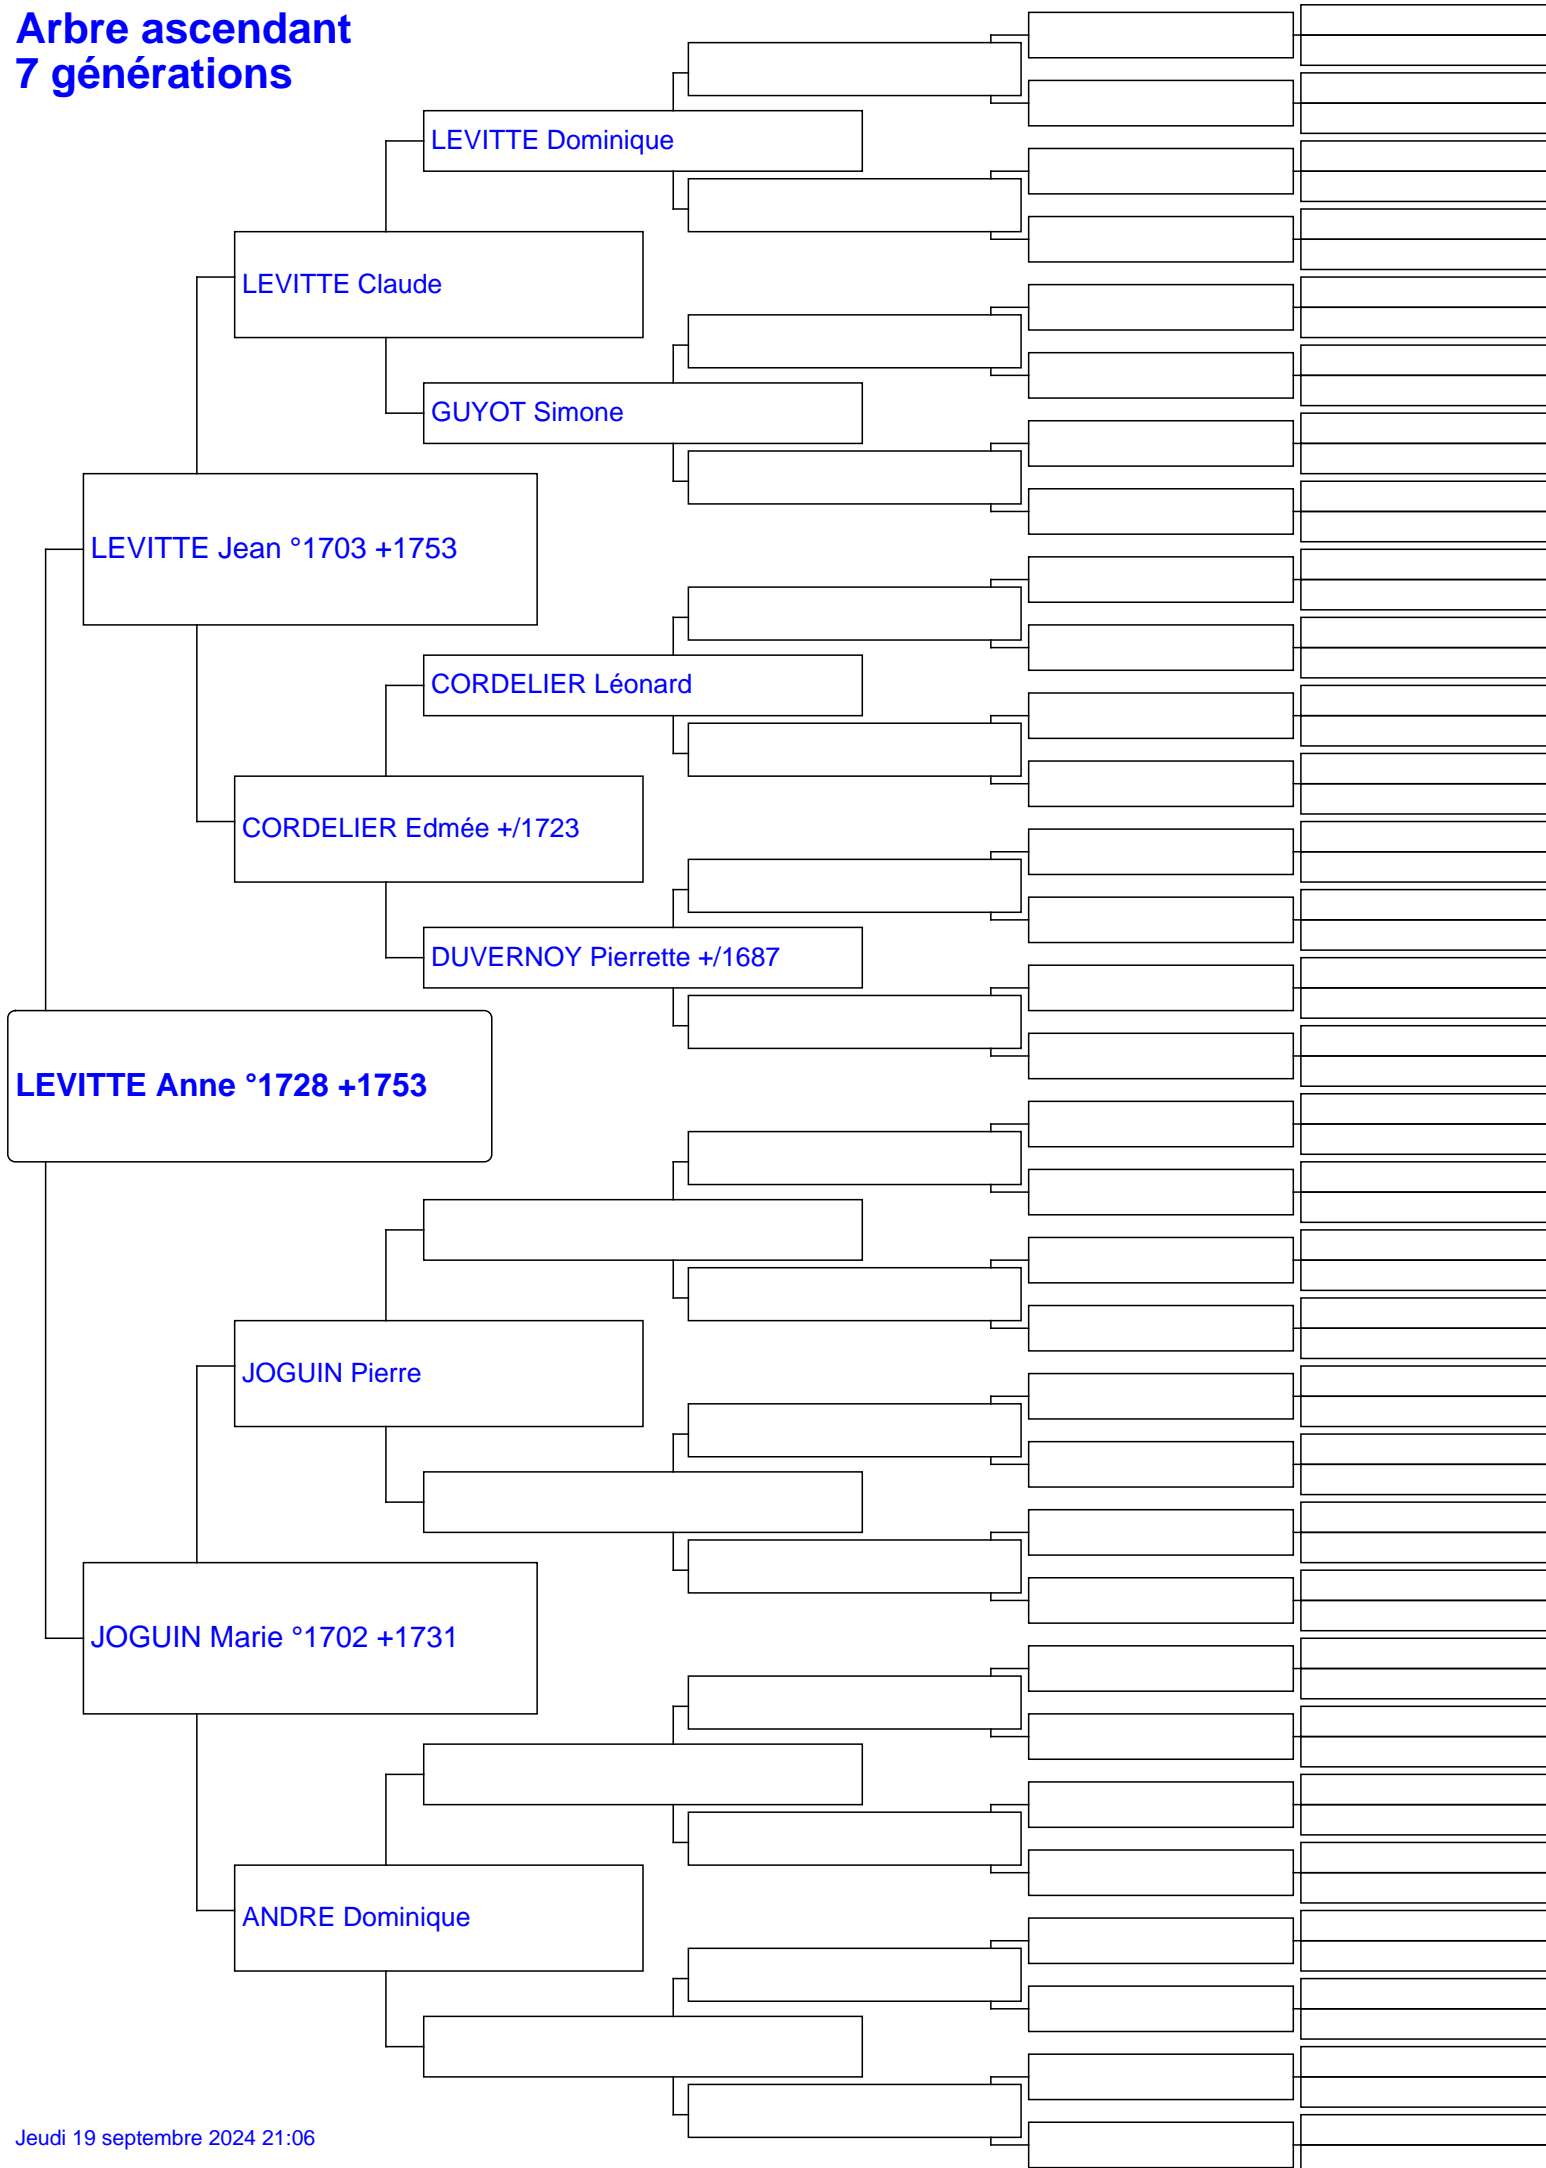 Arbre ascendant
7 générations
LEVITTE Dominique
LEVITTE Claude
GUYOT Simone
LEVITTE Jean °1703 +1753
CORDELIER Léonard
CORDELIER Edmée +/1723
DUVERNOY Pierrette +/1687
LEVITTE Anne °1728 +1753
JOGUIN Pierre
JOGUIN Marie °1702 +1731
ANDRE Dominique
Jeudi 19 septembre 2024 21:06